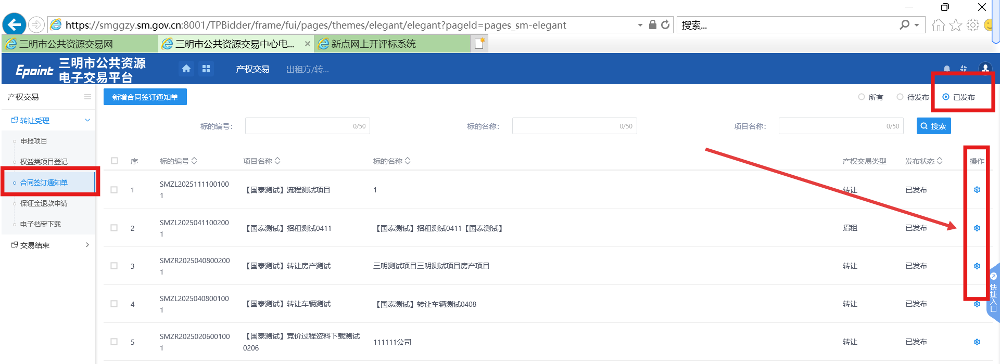 https://smggzy.sm.gov.cn:8001/TPBidder/frame/fui/pages/themes/elegant/elegant?pageId=pages_sm-elegant
搜索...
三明市公共资源交易网
三明市公共资源交易中心电...
新点网上开评标系统
Epoint
三明市公共资源
电子交易平台
产权交易
出租方/转...
产权交易
新增合同签订通知单
所有
待发布
已发布
转让受理
标的编号：
0/50
标的名称：
0/50
项目名称：
0/50
搜索
申报项目
权益类项目登记
合同签订通知单
保证金退款申请
电子档案下载
交易结束
序 标的编号 项目名称 标的名称 产权交易类型 发布状态 操作
1 SMZL2025111100100
1 【国泰测试】流程测试项目 1 转让 已发布
2 SMZL2025041100200
1 【国泰测试】招租测试0411 【国泰测试】招租测试0411【国泰测试】 招租 已发布
3 SMZR2025040800200
1 【国泰测试】转让房产测试 三明测试项目三明测试项目房产项目 转让 已发布
4 SMZL2025040800100
1 【国泰测试】转让车辆测试 【国泰测试】转让车辆测试0408 转让 已发布
5 SMZR2025020600100
1 【国泰测试】竟价过程资料下载测试
0206 111111公司 转让 已发布
快捷入口